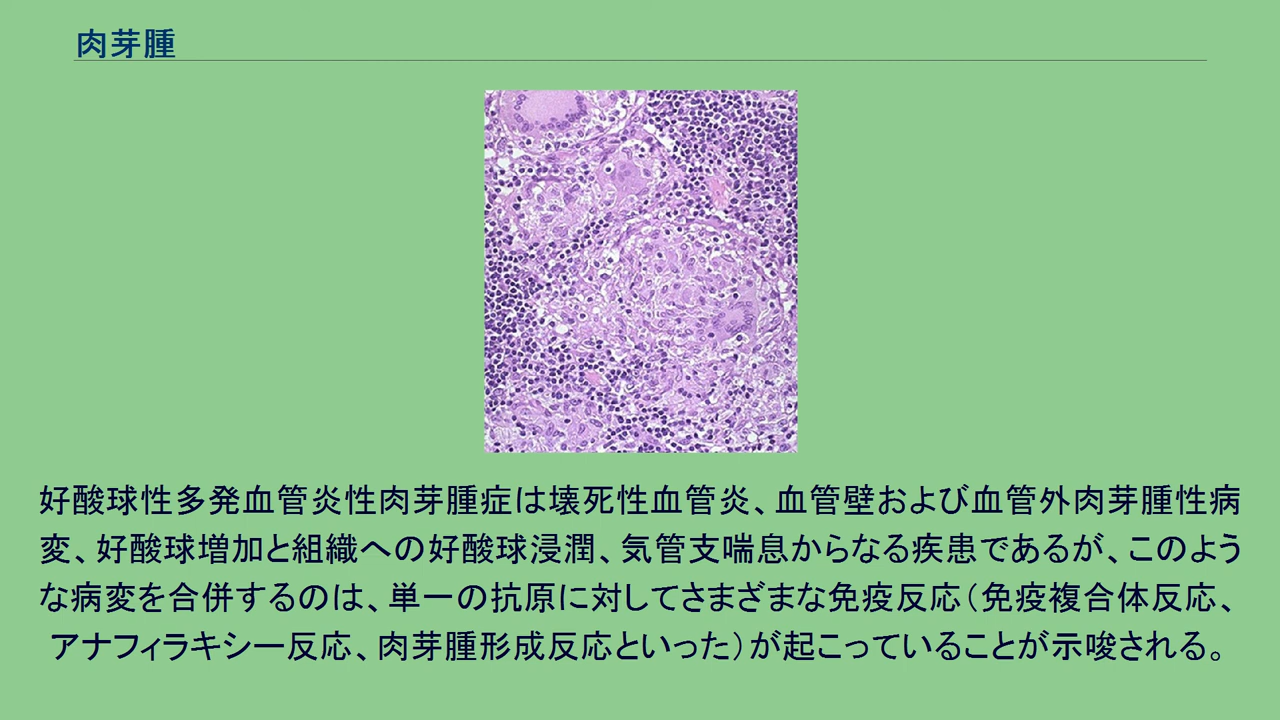 肉芽腫
好酸球性多発血管炎性肉芽腫症は壊死性血管炎、血管壁および血管外肉芽腫性病
変、好酸球増加と組織への好酸球浸潤、気管支喘息からなる疾患であるが、このよう
な病変を合併するのは、単一の抗原に対してさまざまな免疫反応（免疫複合体反応、
アナフィラキシー反応、肉芽腫形成反応といった）が起こっていることが示唆される。